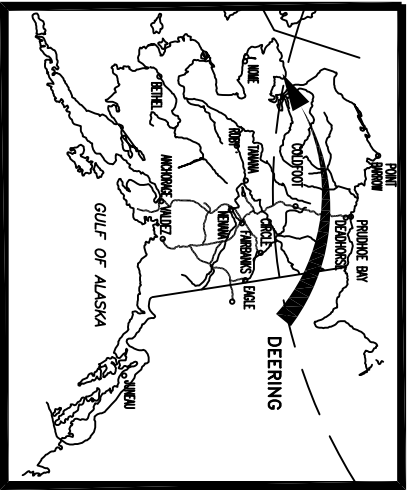 POINT
BARROW
PRUDHOE BAY
DEADHORSE
COLDFOOT
DEERING
NOME
TANANA
CIRCLE
RUBY
FAIRBANKS
EAGLE
NENANA
BETHEL
ANCHORAGE
VALDEZ
JUNEAU
GULF OF ALASKA